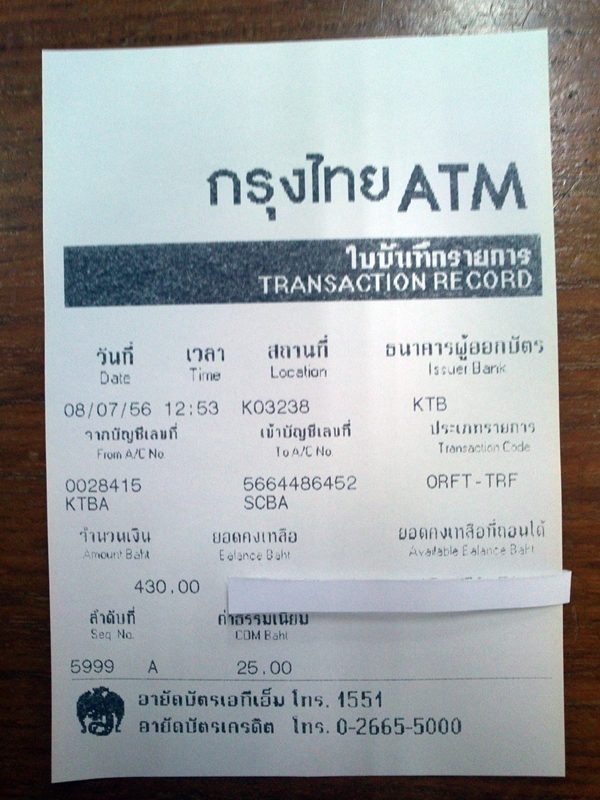 กรุงไทย ATM
ใบบันทึกรายการ
TRANSACTION RECORD
วันที่ เวลา สถานที่ ธนาคารผู้ออกบัตร
Date Time Location Issuer Bank
08/07/56 12:53 K03238 KTB
จากบัญชีเลขที่ เข้าบัญชีเลขที่ ประเภทรายการ
From A/C No. To A/C No. Transaction Code
0028415 5664486452 ORFT-TRF
KTBA SCBA
จำนวนเงิน ยอดคงเหลือ ยอดคงเหลือที่ถอนได้
Amount Baht Balance Baht Available Balance Baht
430.00
ลำดับที่ ค่าธรรมเนียม
Seq No. COM Baht
5999 A 25.00
อายัดบัตรเอทีเอ็ม โทร. 1551
อายัดบัตรเครดิต โทร. 0-2665-5000